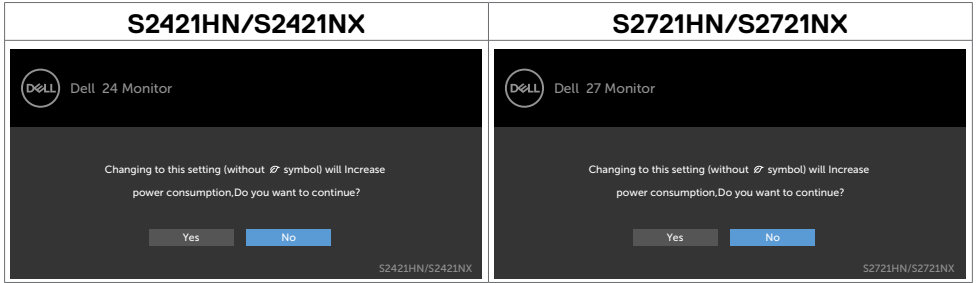 S2421HN/S2421NX
S2721HN/S2721NX
DELL Dell 24 Monitor
Changing to this setting (without symbol) will Increase
power consumption,Do you want to continue?
Yes No
S2421HN/S2421NX
DELL Dell 27 Monitor
Changing to this setting (without symbol) will Increase
power consumption,Do you want to continue?
Yes No
S2721HN/S2721NX